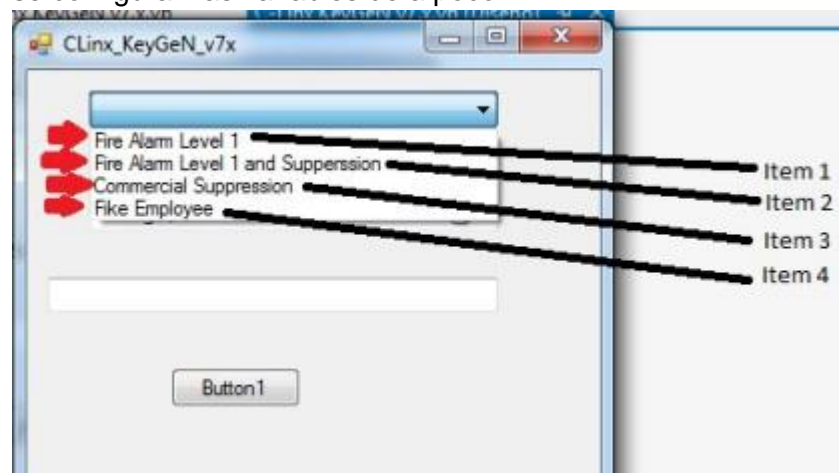 CLinx_KeyGeN_v7x
Fire Alarm Level 1
Fire Alarm Level 1 and Supperssion
Commercial Suppression
Fike Employee
Item 1
Item 2
Item 3
Item 4
Button1